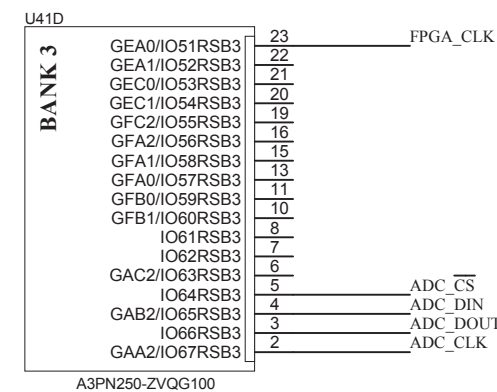 U41D
BANK 3
GEA0/IO51RSB3 23 FPGA_CLK
GEA1/IO52RSB3 22
GEC0/IO53RSB3 21
GEC1/IO54RSB3 20
GFC2/IO55RSB3 19
GFA2/IO56RSB3 16
GFA1/IO58RSB3 15
GFA0/IO57RSB3 13
GFB0/IO59RSB3 11
GFB1/IO60RSB3 10
IO61RSB3 8
IO62RSB3 7
GAC2/IO63RSB3 6
IO64RSB3 5 ADC_C̅S̅
GAB2/IO65RSB3 4 ADC_DIN
IO66RSB3 3 ADC_DOUT
GAA2/IO67RSB3 2 ADC_CLK
A3PN250-ZVQG100